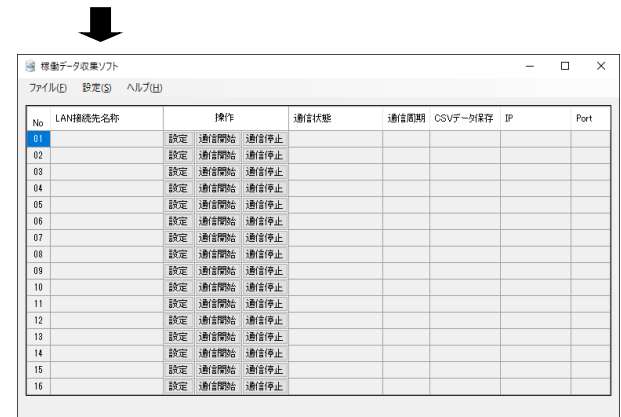 稼働データ収集ソフト
ファイル(F) 設定(S) ヘルプ(H)
No LAN接続先名称 操作 通信状態 通信周期 CSVデータ保存 IP Port
01 設定 通信開始 通信停止
02 設定 通信開始 通信停止
03 設定 通信開始 通信停止
04 設定 通信開始 通信停止
05 設定 通信開始 通信停止
06 設定 通信開始 通信停止
07 設定 通信開始 通信停止
08 設定 通信開始 通信停止
09 設定 通信開始 通信停止
10 設定 通信開始 通信停止
11 設定 通信開始 通信停止
12 設定 通信開始 通信停止
13 設定 通信開始 通信停止
14 設定 通信開始 通信停止
15 設定 通信開始 通信停止
16 設定 通信開始 通信停止